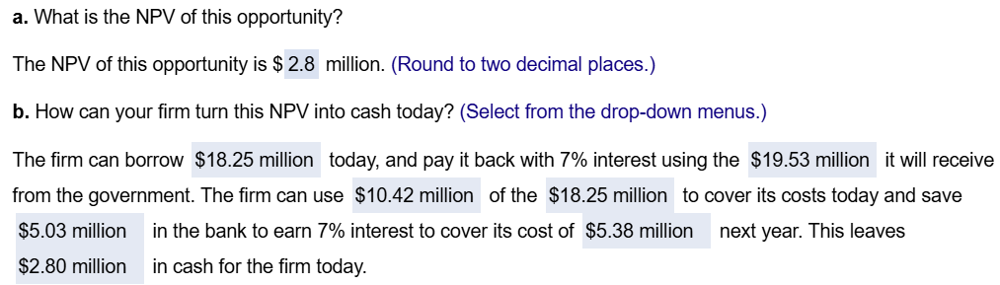 a. What is the NPV of this opportunity?
The NPV of this opportunity is $ 2.8 million. (Round to two decimal places.)
b. How can your firm turn this NPV into cash today? (Select from the drop-down menus.)
The firm can borrow $18.25 million today, and pay it back with 7% interest using the $19.53 million it will receive
from the government. The firm can use $10.42 million of the $18.25 million to cover its costs today and save
$5.03 million in the bank to earn 7% interest to cover its cost of $5.38 million next year. This leaves
$2.80 million in cash for the firm today.